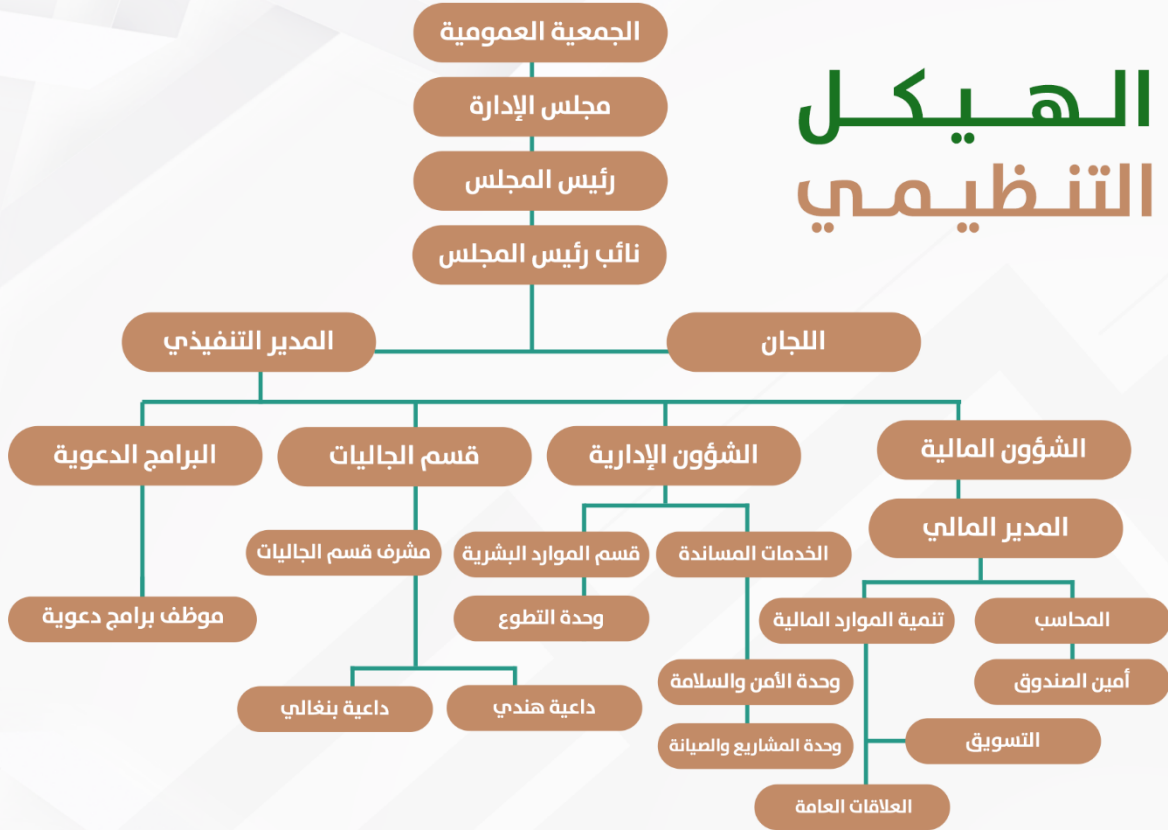 الهيكل
التنظيمي
الجمعية العمومية
مجلس الإدارة
رئيس المجلس
نائب رئيس المجلس
اللجان
المدير التنفيذي
الشؤون المالية
الشؤون الإدارية
قسم الجاليات
البرامج الدعوية
المدير المالي
الخدمات المساندة
قسم الموارد البشرية
مشرف قسم الجاليات
المحاسب
تنمية الموارد المالية
وحدة التطوع
موظف برامج دعوية
أمين الصندوق
وحدة الأمن والسلامة
داعية هندي
داعية بنغالي
التسويق
وحدة المشاريع والصيانة
العلاقات العامة